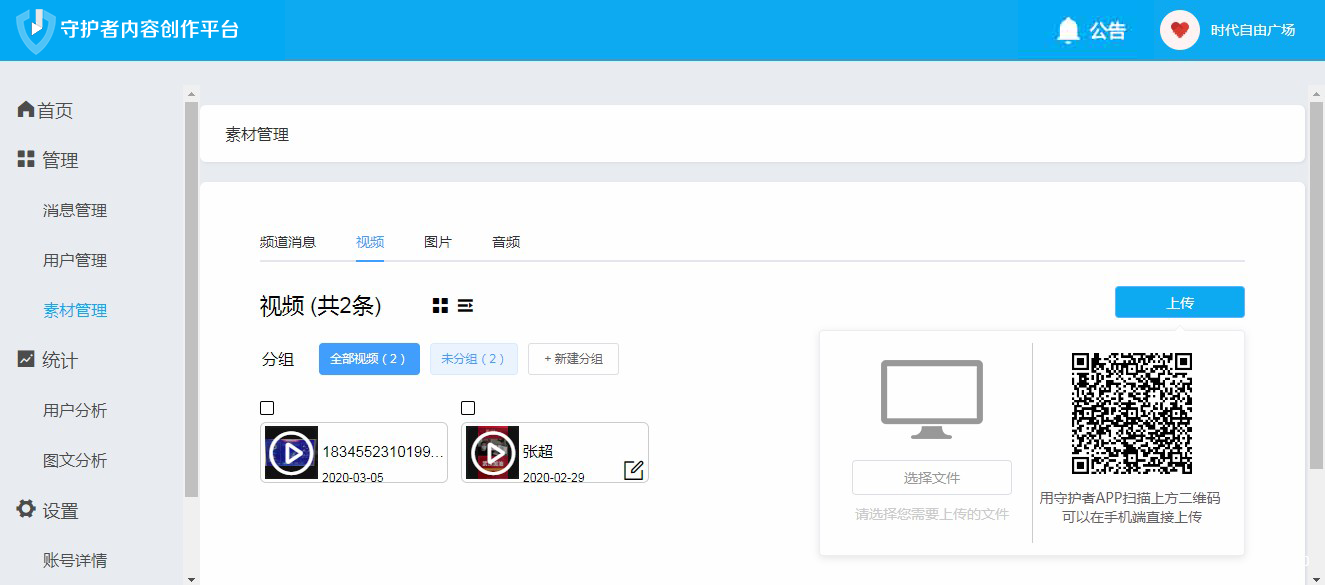 守护者内容创作平台
公告
时代自由广场
首页
管理
消息管理
用户管理
素材管理
统计
用户分析
图文分析
设置
账号详情
素材管理
频道消息 视频 图片 音频
视频 (共2条)
上传
分组 全部视频 ( 2 ) 未分组 ( 2 ) + 新建分组
1834552310199...
2020-03-05
张超
2020-02-29
选择文件
请选择您需要上传的文件
用守护者APP扫描上方二维码
可以在手机端直接上传